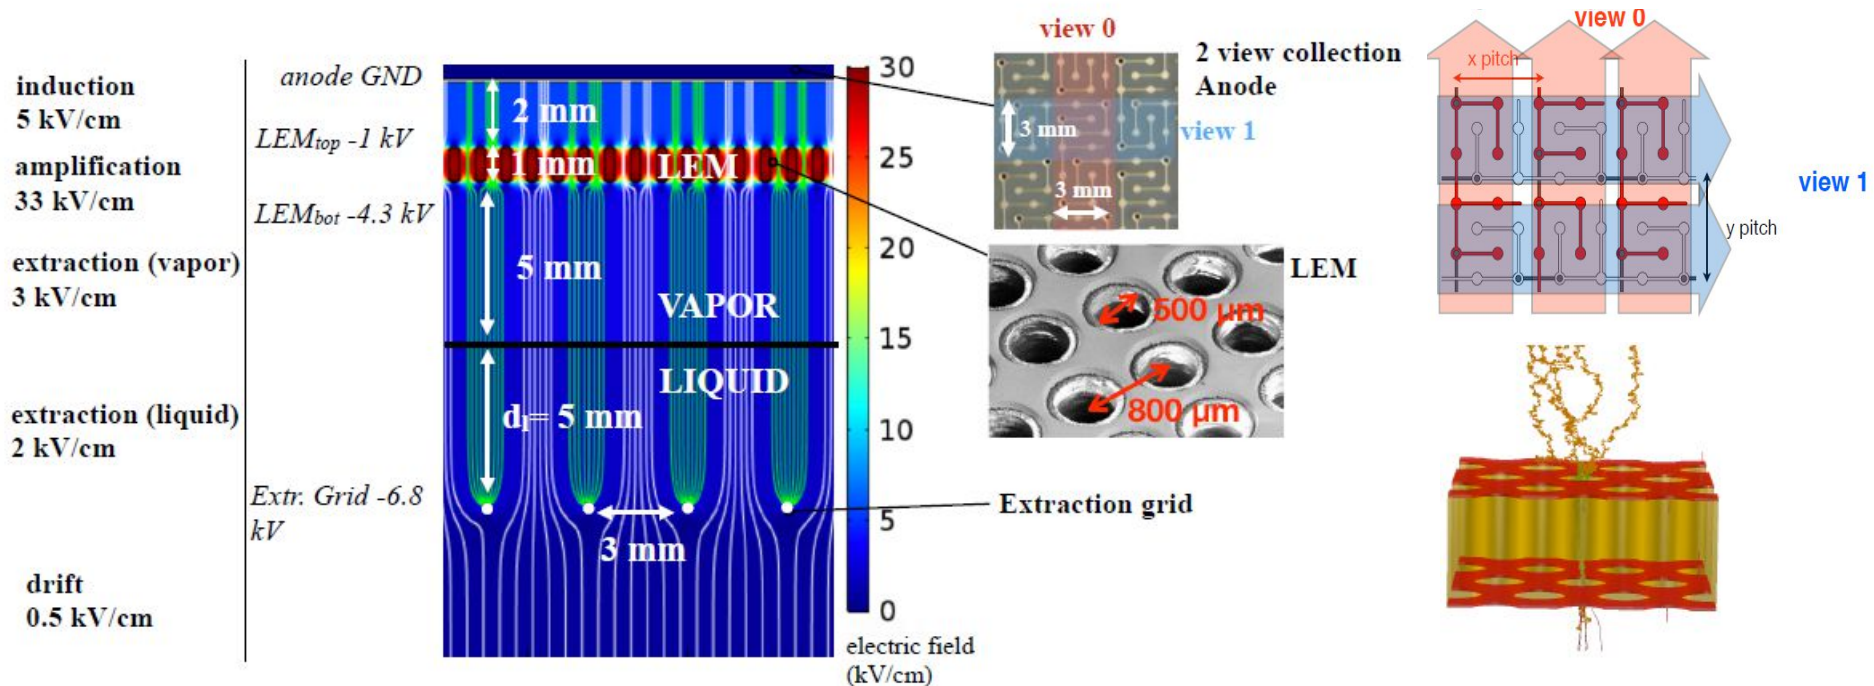 induction
5 kV/cm
amplification
33 kV/cm
extraction (vapor)
3 kV/cm
extraction (liquid)
2 kV/cm
drift
0.5 kV/cm
anode GND
LEMtop -1 kV
LEMbot -4.3 kV
Extr. Grid -6.8
kV
2 mm
1 mm
LEM
5 mm
VAPOR
LIQUID
dl= 5 mm
3 mm
30
25
20
15
10
5
0
electric field
(kV/cm)
view 0
2 view collection
Anode
view 1
3 mm
3 mm
LEM
500 µm
800 µm
Extraction grid
view 0
x pitch
view 1
y pitch